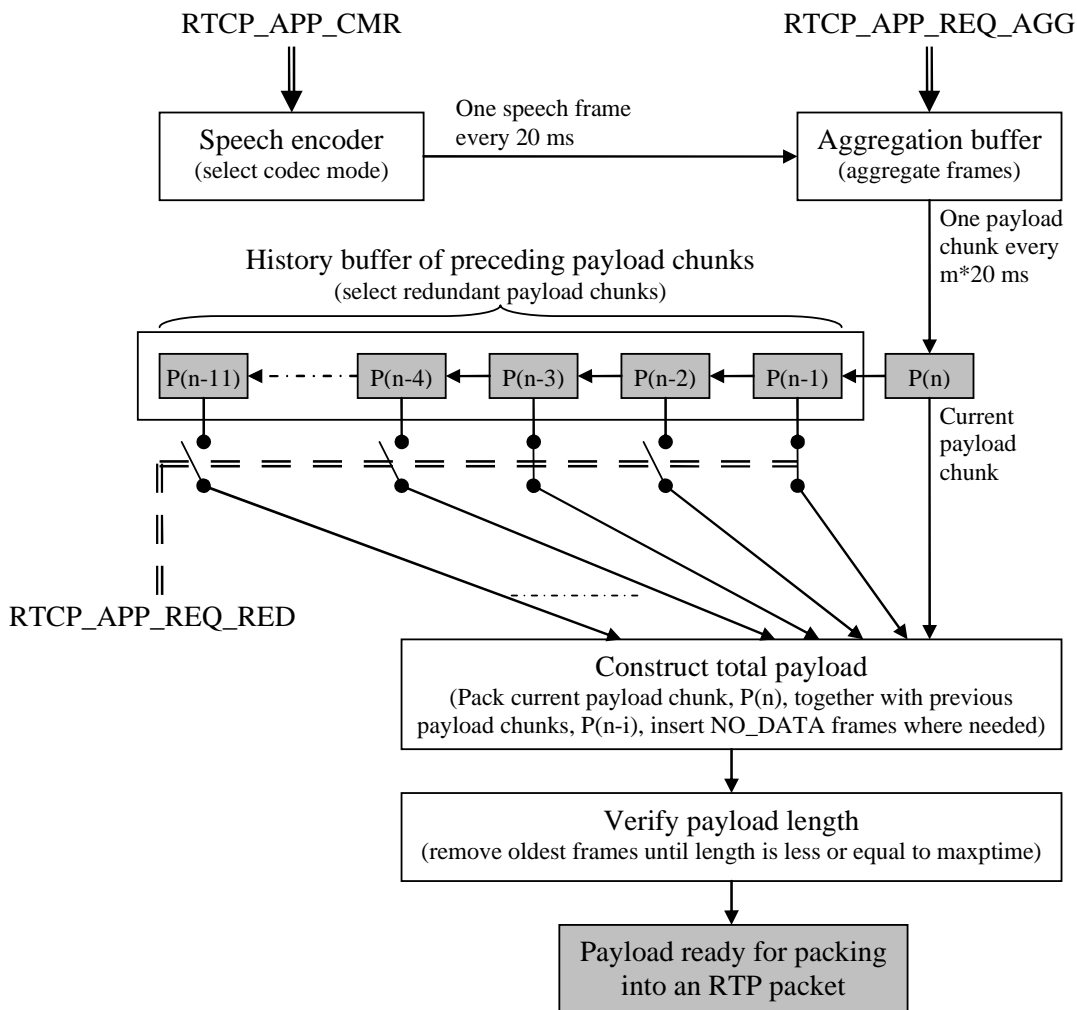 RTCP_APP_CMR
RTCP_APP_REQ_AGG
One speech frame
every 20 ms
Speech encoder
(select codec mode)
Aggregation buffer
(aggregate frames)
One payload
chunk every
m*20 ms
History buffer of preceding payload chunks
(select redundant payload chunks)
P(n-11)
P(n-4)
P(n-3)
P(n-2)
P(n-1)
P(n)
Current
payload
chunk
RTCP_APP_REQ_RED
Construct total payload
(Pack current payload chunk, P(n), together with previous
payload chunks, P(n-i), insert NO_DATA frames where needed)
Verify payload length
(remove oldest frames until length is less or equal to maxptime)
Payload ready for packing
into an RTP packet